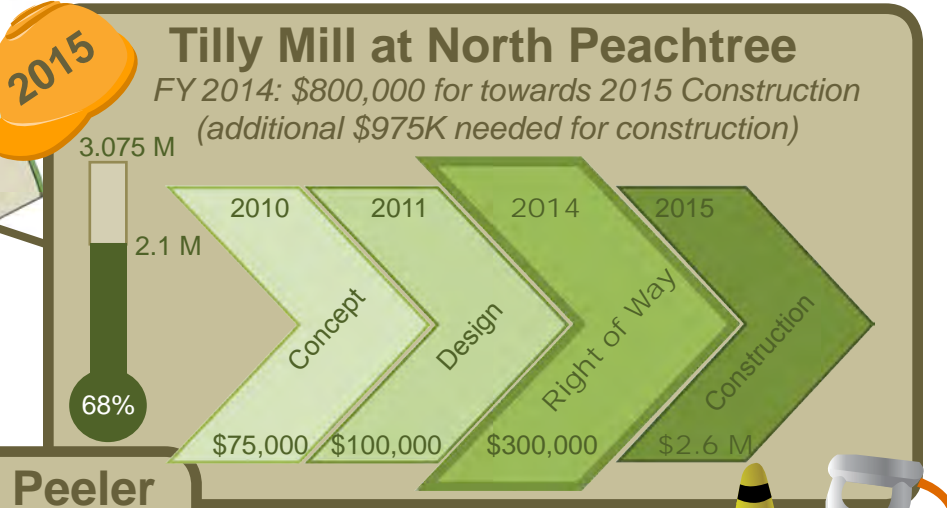 2015
Tilly Mill at North Peachtree
FY 2014: $800,000 for towards 2015 Construction
(additional $975K needed for construction)
3.075 M
2.1 M
68%
2010
Concept
$75,000
2011
Design
$100,000
2014
Right of Way
$300,000
2015
Construction
$2.6 M
Peeler